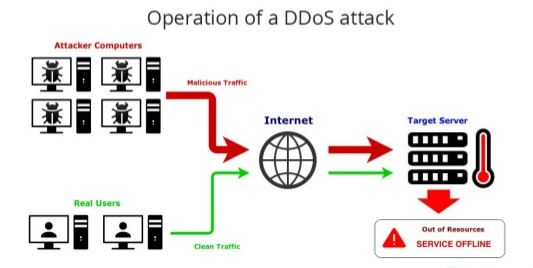 Operation of a DDoS attack
Attacker Computers
Malicious Traffic
Internet
Target Server
Real Users
Clean Traffic
Out of Resources
SERVICE OFFLINE